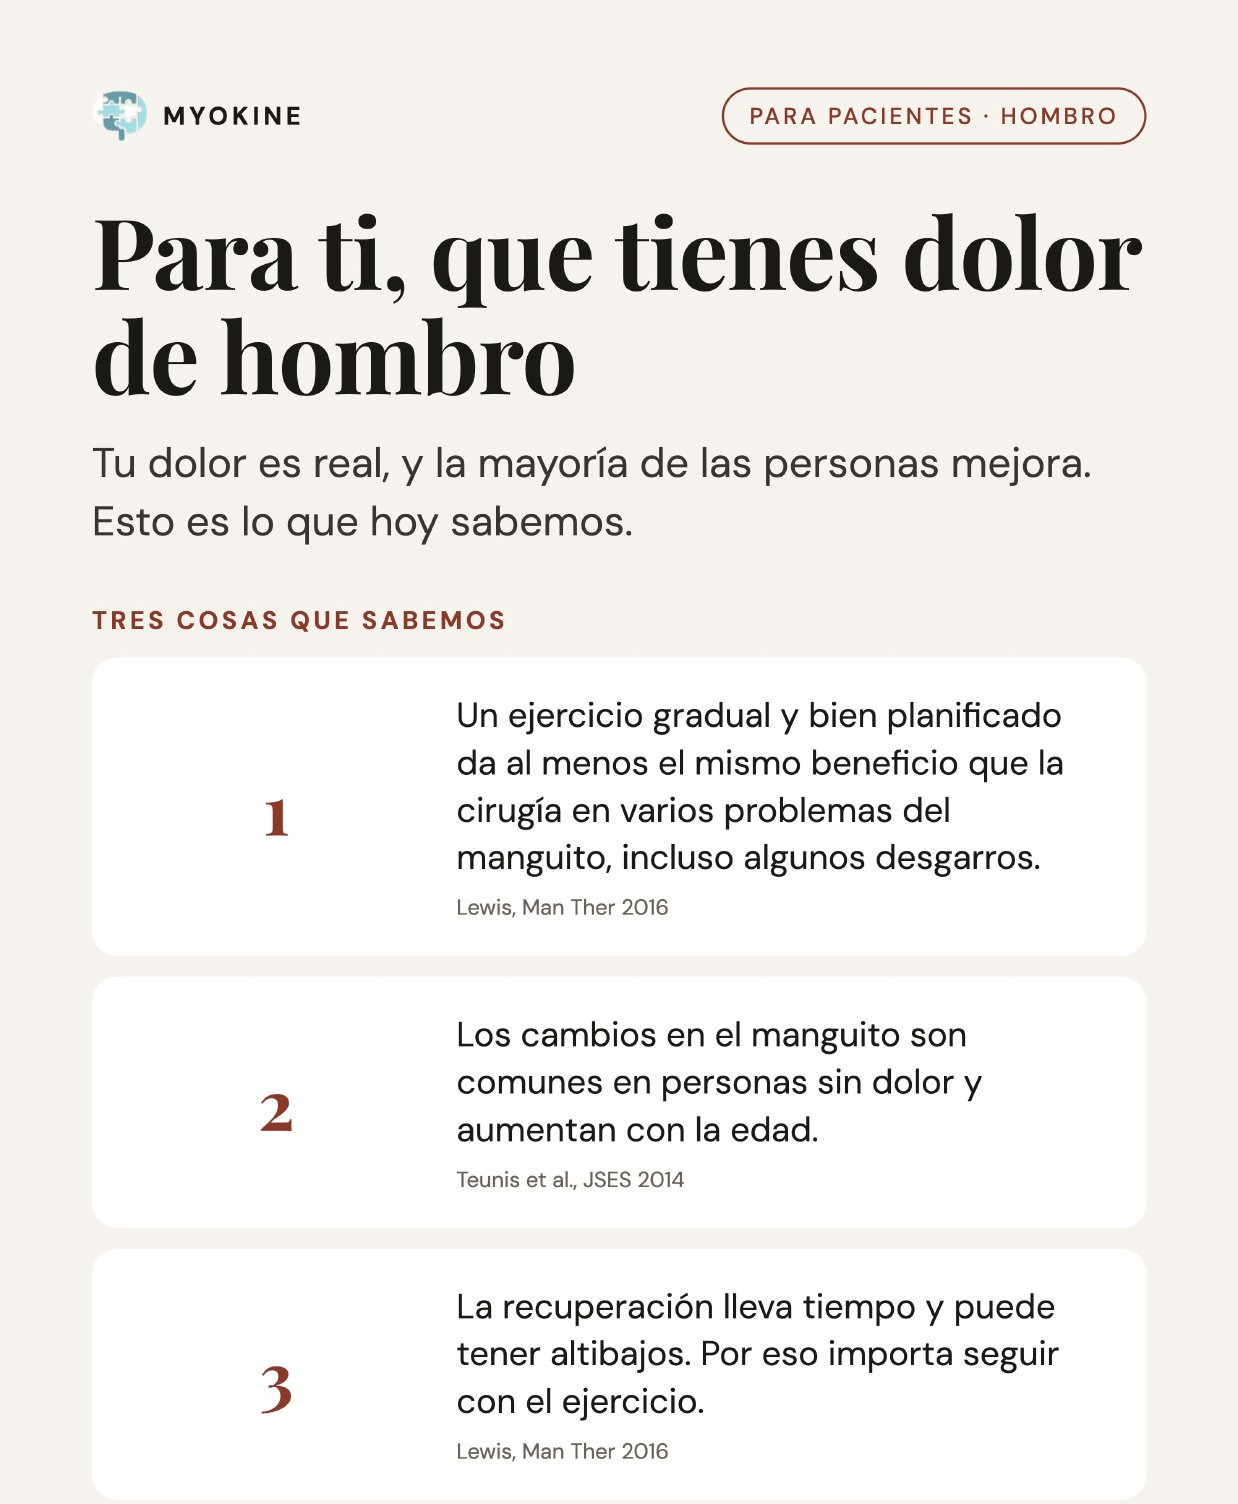 MYOKINE
PARA PACIENTES · HOMBRO
Para ti, que tienes dolor
de hombro
Tu dolor es real, y la mayoría de las personas mejora.
Esto es lo que hoy sabemos.
TRES COSAS QUE SABEMOS
1
Un ejercicio gradual y bien planificado
da al menos el mismo beneficio que la
cirugía en varios problemas del
manguito, incluso algunos desgarros.
Lewis, Man Ther 2016
2
Los cambios en el manguito son
comunes en personas sin dolor y
aumentan con la edad.
Teunis et al., JSES 2014
3
La recuperación lleva tiempo y puede
tener altibajos. Por eso importa seguir
con el ejercicio.
Lewis, Man Ther 2016